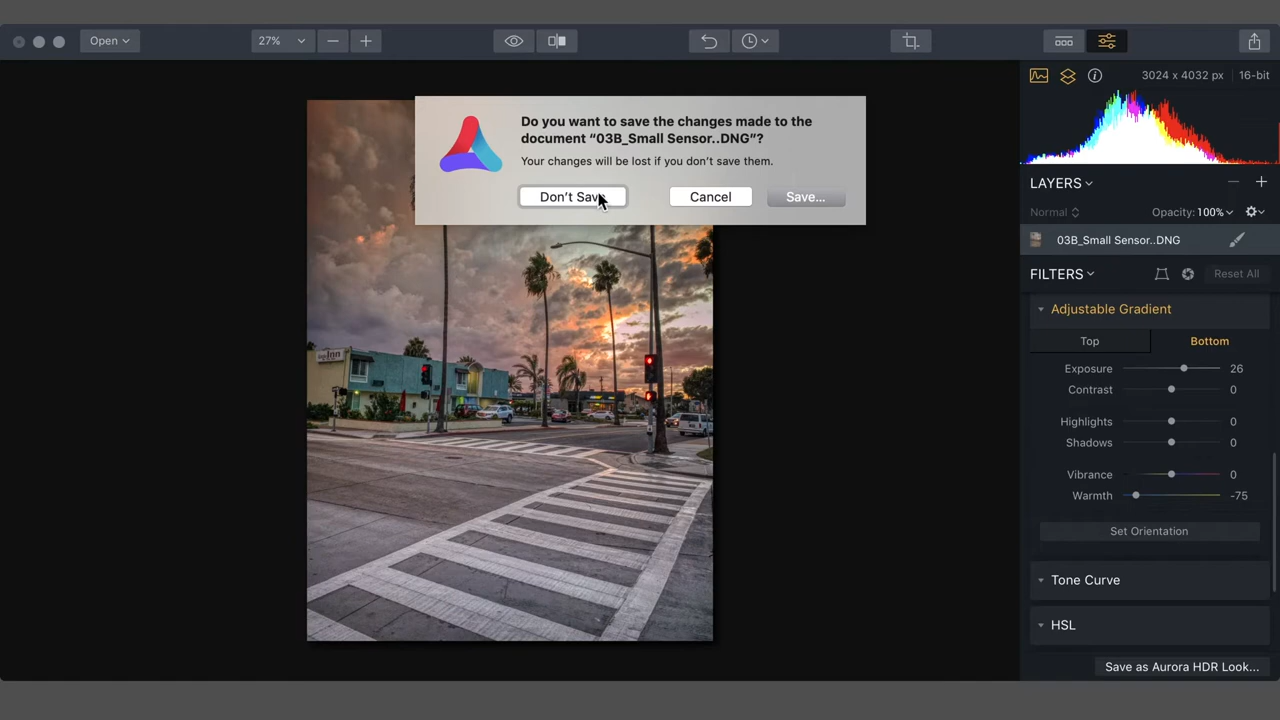 Open
27%
3024 x 4032 px
16-bit
Do you want to save the changes made to the
document “03B_Small Sensor..DNG”?
Your changes will be lost if you don’t save them.
Don’t Save
Cancel
Save...
LAYERS
Normal
Opacity: 100%
03B_Small Sensor..DNG
FILTERS
Reset All
Adjustable Gradient
Top
Bottom
Exposure 26
Contrast 0
Highlights 0
Shadows 0
Vibrance 0
Warmth -75
Set Orientation
Tone Curve
HSL
Save as Aurora HDR Look...
Inn